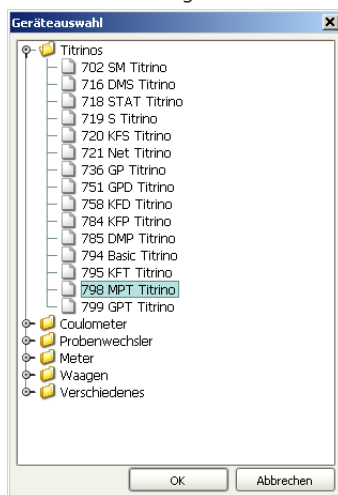 Geräteauswahl
Titrinos
702 SM Titrino
716 DMS Titrino
718 STAT Titrino
719 S Titrino
720 KFS Titrino
721 Net Titrino
736 GP Titrino
751 GPD Titrino
758 KFD Titrino
784 KFP Titrino
785 DMP Titrino
794 Basic Titrino
795 KFT Titrino
798 MPT Titrino
799 GPT Titrino
Coulometer
Probenwechsler
Meter
Waagen
Verschiedenes
OK Abbrechen